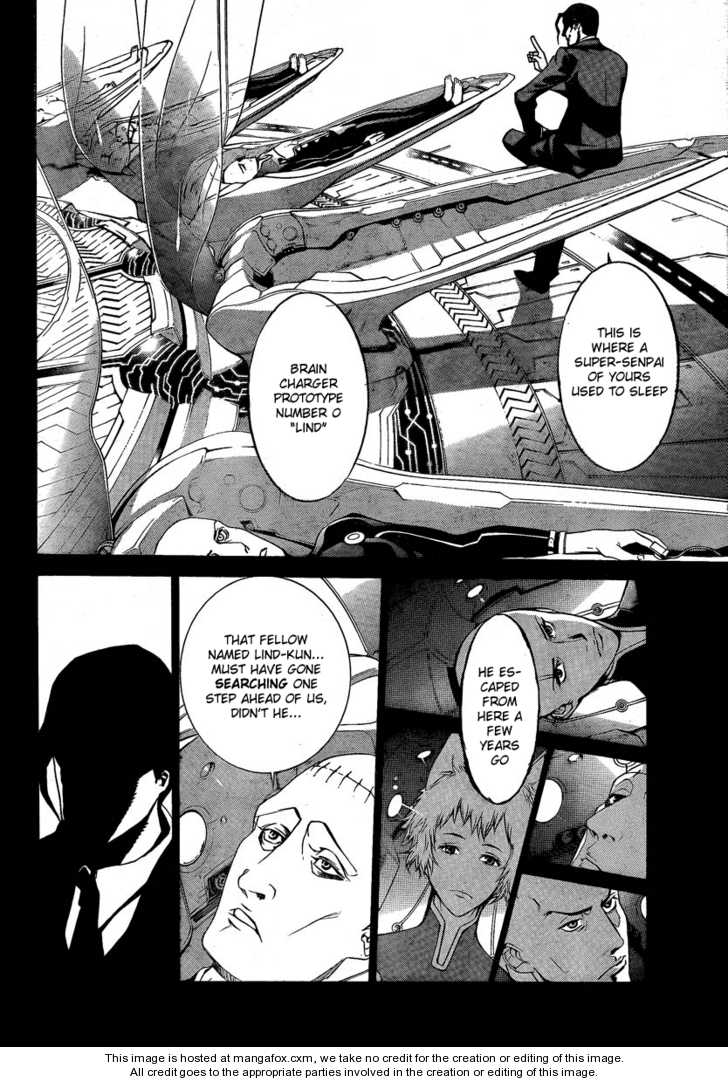 THIS IS
WHERE A
SUPER-SENPAI
OF YOURS
USED TO SLEEP
BRAIN
CHARGER
PROTOTYPE
NUMBER 0
"LIND"
HE ES-
CAPED
FROM
HERE A
FEW
YEARS
GO
THAT FELLOW
NAMED LIND-KUN...
MUST HAVE GONE
SEARCHING ONE
STEP AHEAD OF US,
DIDN'T HE...
This image is hosted at mangafox.cxm, we take no credit for the creation or editing of this image.
All credit goes to the appropriate parties involved in the creation or editing of this image.